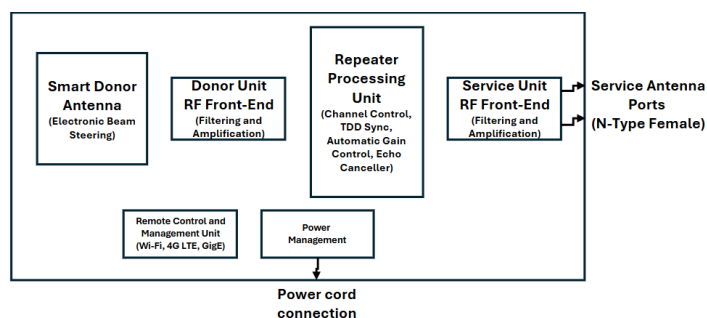 Smart Donor
Antenna
(Electronic Beam
Steering)
Donor Unit
RF Front-End
(Filtering and
Amplification)
Repeater
Processing
Unit
(Channel Control,
TDD Sync,
Automatic Gain
Control, Echo
Canceller)
Service Unit
RF Front-End
(Filtering and
Amplification)
Service Antenna
Ports
(N-Type Female)
Remote Control and
Management Unit
(Wi-Fi, 4G LTE, GigE)
Power
Management
Power cord
connection